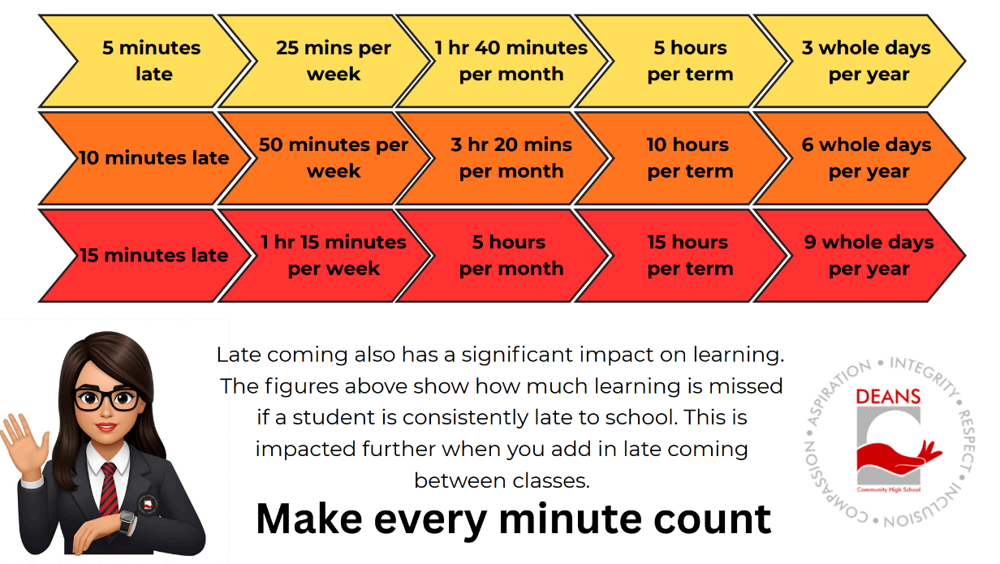 5 minutes
late
25 mins per
week
1 hr 40 minutes
per month
5 hours
per term
3 whole days
per year
10 minutes late
50 minutes per
week
3 hr 20 mins
per month
10 hours
per term
6 whole days
per year
15 minutes late
1 hr 15 minutes
per week
5 hours
per month
15 hours
per term
9 whole days
per year
Late coming also has a significant impact on learning.
The figures above show how much learning is missed
if a student is consistently late to school. This is
impacted further when you add in late coming
between classes.
Make every minute count
• ASPIRATION • INTEGRITY • RESPECT • INCLUSION • COMPASSION
DEANS
Community High School